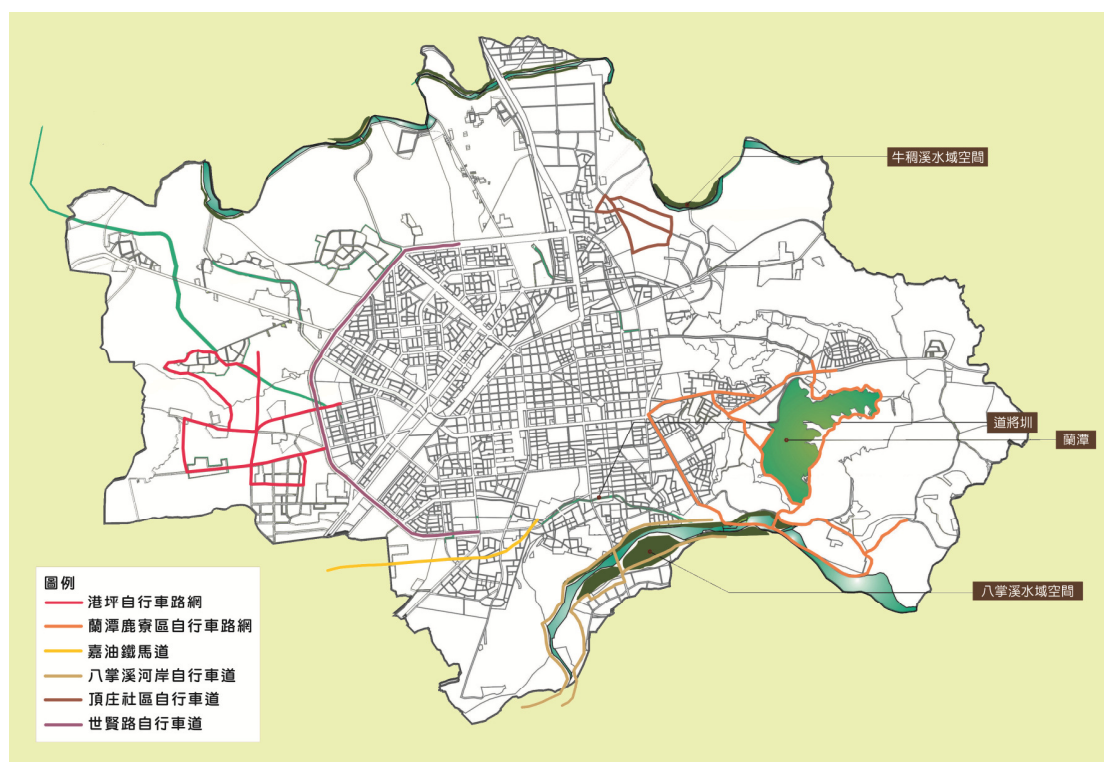 牛稠溪水域空間
道將圳
蘭潭
八掌溪水域空間
圖例
港坪自行車路網
蘭潭鹿寮區自行車路網
嘉油鐵馬道
八掌溪河岸自行車道
頂庄社區自行車道
世賢路自行車道